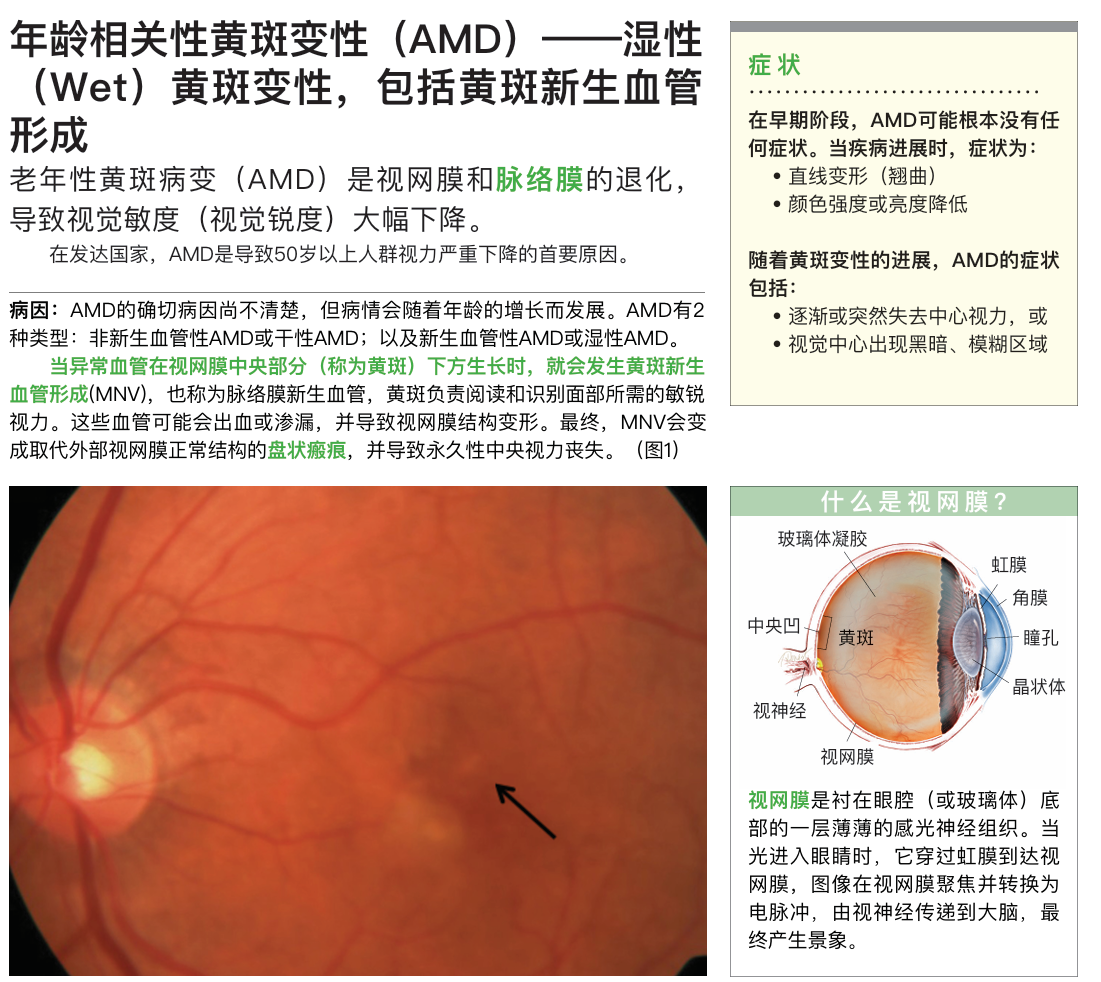 年龄相关性黄斑变性（AMD）——湿性
（Wet）黄斑变性，包括黄斑新生血管
形成
老年性黄斑病变（AMD）是视网膜和脉络膜的退化，
导致视觉敏度（视觉锐度）大幅下降。
在发达国家，AMD是导致50岁以上人群视力严重下降的首要原因。
病因：AMD的确切病因尚不清楚，但病情会随着年龄的增长而发展。AMD有2
种类型：非新生血管性AMD或干性AMD；以及新生血管性AMD或湿性AMD。
当异常血管在视网膜中央部分（称为黄斑）下方生长时，就会发生黄斑新生
血管形成(MNV)，也称为脉络膜新生血管，黄斑负责阅读和识别面部所需的敏锐
视力。这些血管可能会出血或渗漏，并导致视网膜结构变形。最终，MNV会变
成取代外部视网膜正常结构的盘状瘢痕，并导致永久性中央视力丧失。（图1）
症状
在早期阶段，AMD可能根本没有任
何症状。当疾病进展时，症状为：
• 直线变形（翘曲）
• 颜色强度或亮度降低
随着黄斑变性的进展，AMD的症状
包括：
• 逐渐或突然失去中心视力，或
• 视觉中心出现黑暗、模糊区域
什么是视网膜？
玻璃体凝胶
虹膜
角膜
中央凹
黄斑
瞳孔
晶状体
视神经
视网膜
视网膜是衬在眼腔（或玻璃体）底
部的一层薄薄的感光神经组织。当
光进入眼睛时，它穿过虹膜到达视
网膜，图像在视网膜聚焦并转换为
电脉冲，由视神经传递到大脑，最
终产生景象。